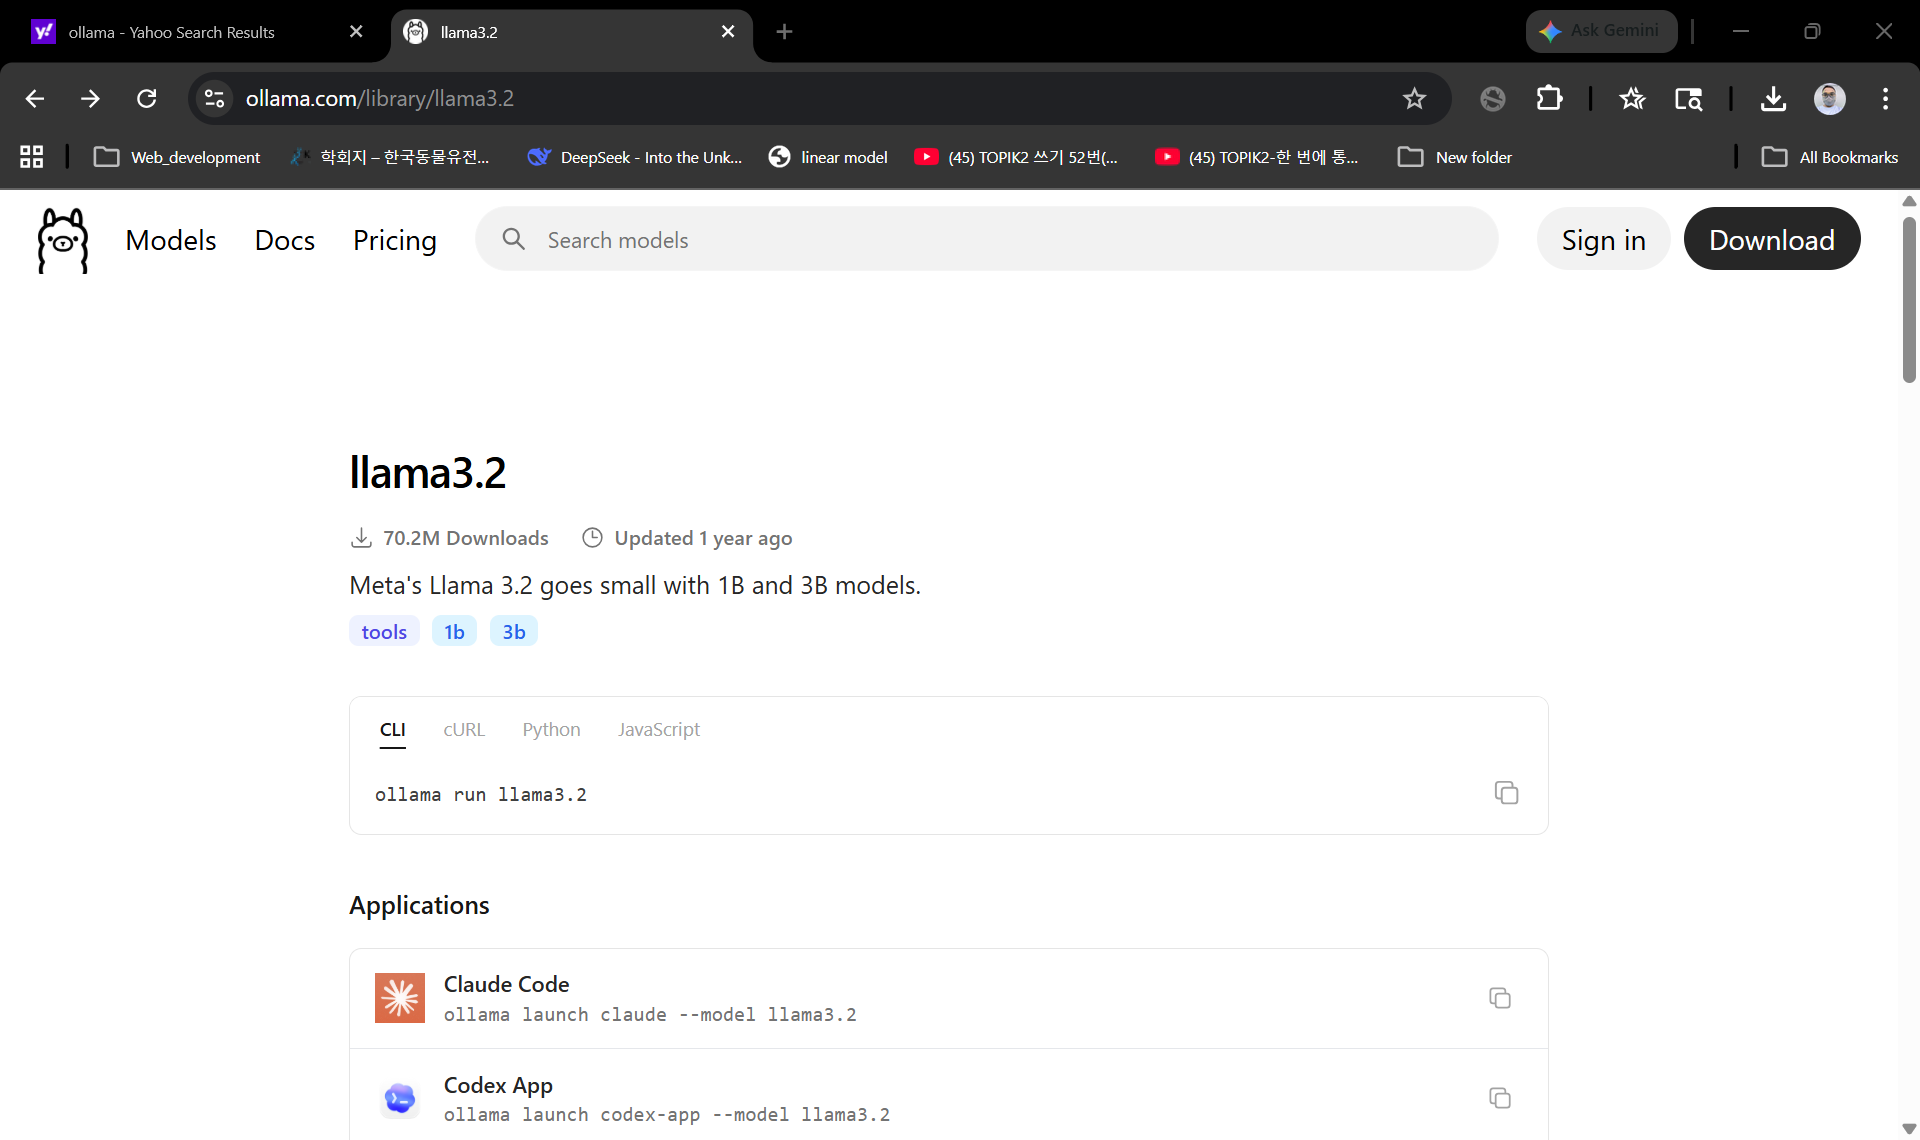 ollama - Yahoo Search Results
llama3.2
Ask Gemini
ollama.com/library/llama3.2
Web_development
학회지 – 한국동물유전...
DeepSeek - Into the Unk...
linear model
(45) TOPIK2 쓰기 52번(...
(45) TOPIK2-한 번에 통...
New folder
All Bookmarks
Models
Docs
Pricing
Search models
Sign in
Download
llama3.2
70.2M Downloads
Updated 1 year ago
Meta's Llama 3.2 goes small with 1B and 3B models.
tools
1b
3b
CLI
cURL
Python
JavaScript
ollama run llama3.2
Applications
Claude Code
ollama launch claude --model llama3.2
Codex App
ollama launch codex-app --model llama3.2